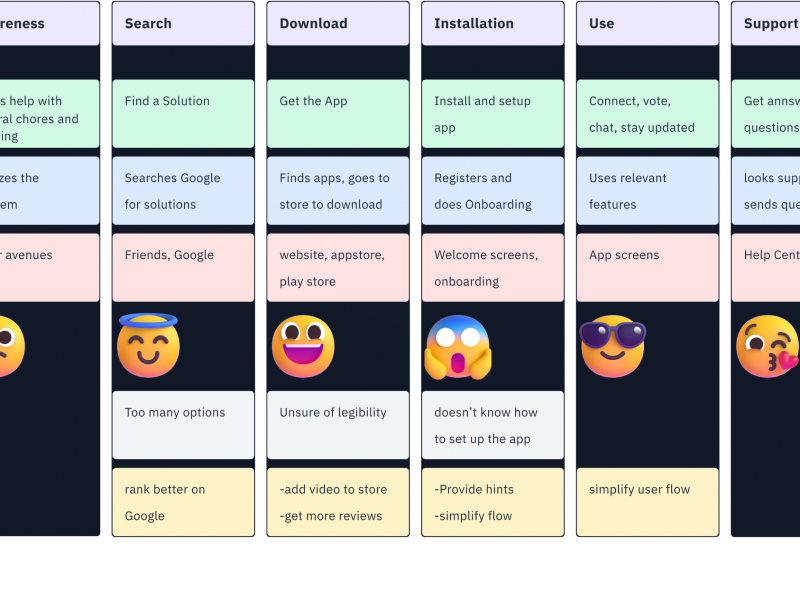 reness
Search
Download
Installation
Use
Support
s help with
ral chores and
ing
Find a Solution
Get the App
Install and setup
app
Connect, vote,
chat, stay updated
Get annsw
questions
zes the
em
Searches Google
for solutions
Finds apps, goes to
store to download
Registers and
does Onboarding
Uses relevant
features
looks supp
sends que
r avenues
Friends, Google
website, appstore,
play store
Welcome screens,
onboarding
App screens
Help Cent
Too many options
Unsure of legibility
doesn't know how
to set up the app
rank better on
Google
-add video to store
-get more reviews
-Provide hints
-simplify flow
simplify user flow